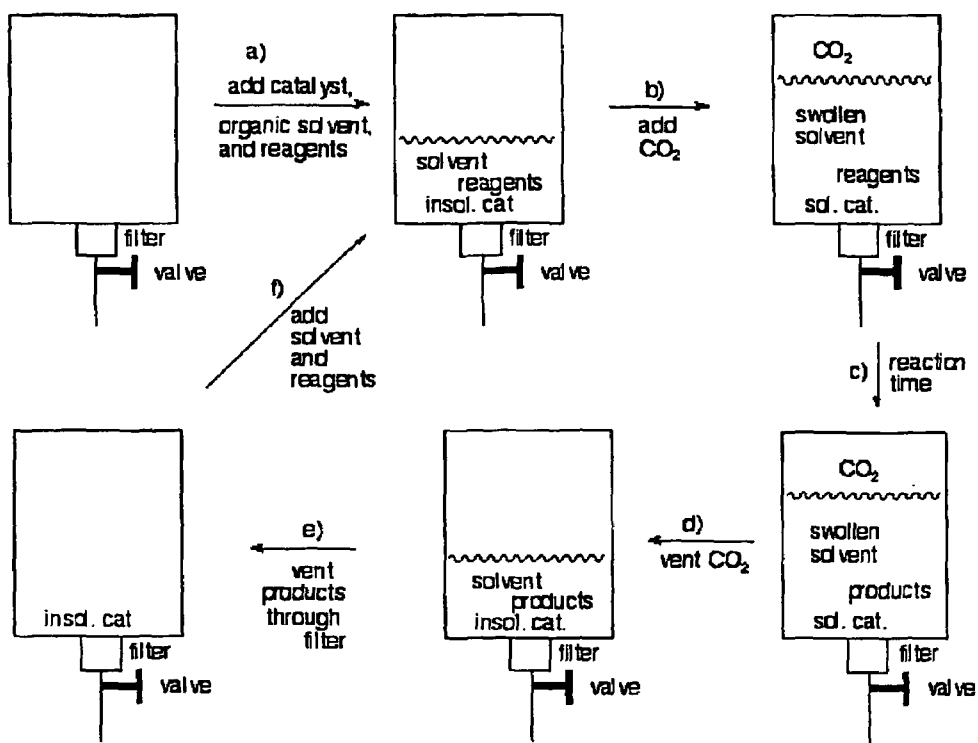 a)
add catalyst,
organic solvent,
and reagents
filter
valve
solvent
reagents
insol. cat
filter
valve
b)
add
CO₂
CO₂
swollen
solvent
reagents
sol. cat.
filter
valve
c)
reaction
time
CO₂
swollen
solvent
products
sol. cat.
filter
valve
d)
vent CO₂
solvent
products
insol. cat.
filter
valve
e)
vent
products
through
filter
insol. cat
filter
valve
f)
add
solvent
and
reagents